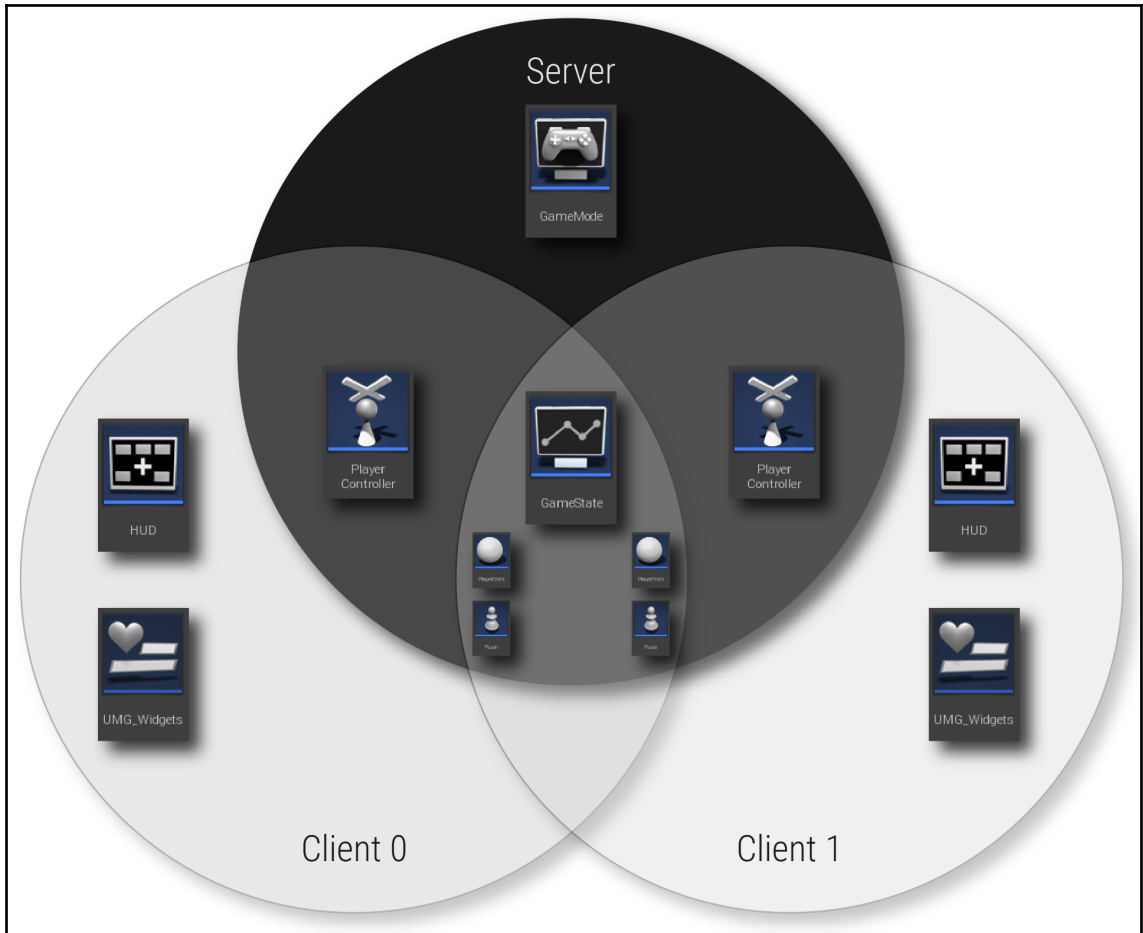 Server
GameMode
Player
Controller
Player
Controller
GameState
HUD
HUD
PlayerState
PlayerState
Pawn
Pawn
UMG_Widgets
UMG_Widgets
Client 0
Client 1